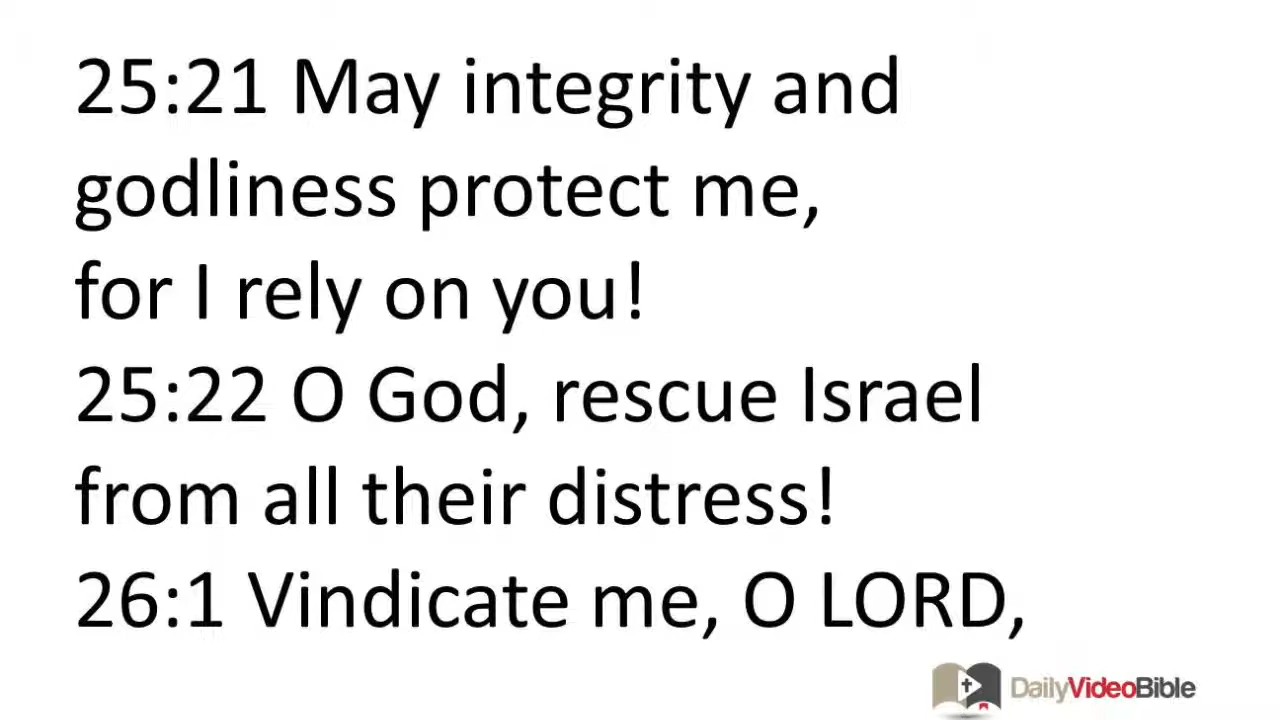 25:21 May integrity and
godliness protect me,
for I rely on you!
25:22 O God, rescue Israel
from all their distress!
26:1 Vindicate me, O LORD,
DailyVideoBible